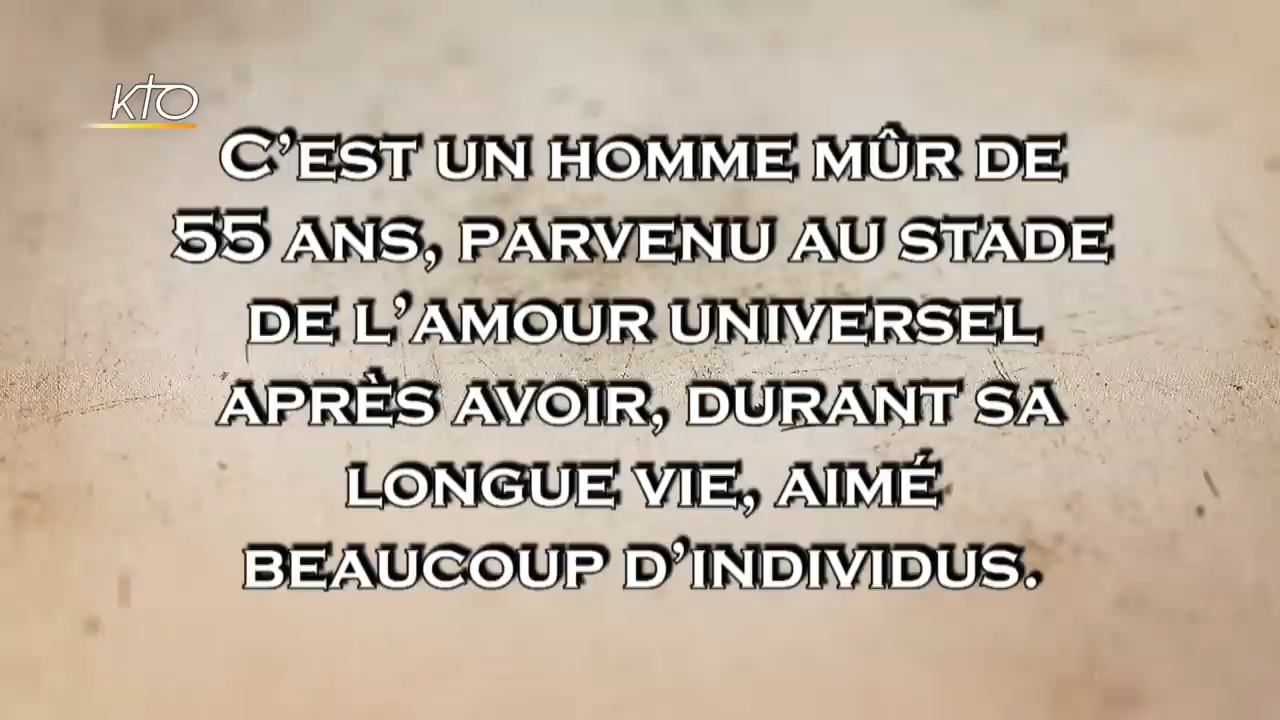 KTO
C'EST UN HOMME MÛR DE
55 ANS, PARVENU AU STADE
DE L'AMOUR UNIVERSEL
APRÈS AVOIR, DURANT SA
LONGUE VIE, AIMÉ
BEAUCOUP D'INDIVIDUS.